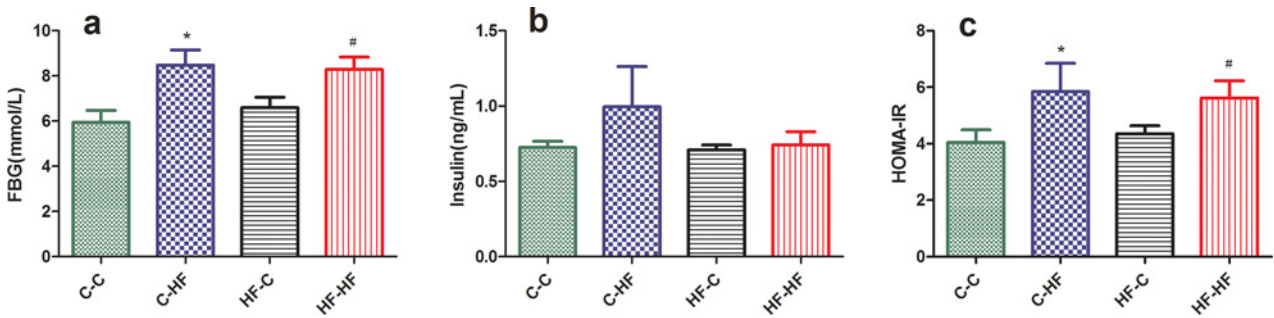 a
FBG(mmol/L)
10
8
6
4
2
0
*
#
C-C
C-HF
HF-C
HF-HF
b
Insulin(ng/mL)
1.5
1.0
0.5
0.0
C-C
C-HF
HF-C
HF-HF
c
HOMA-IR
8
6
4
2
0
*
#
C-C
C-HF
HF-C
HF-HF